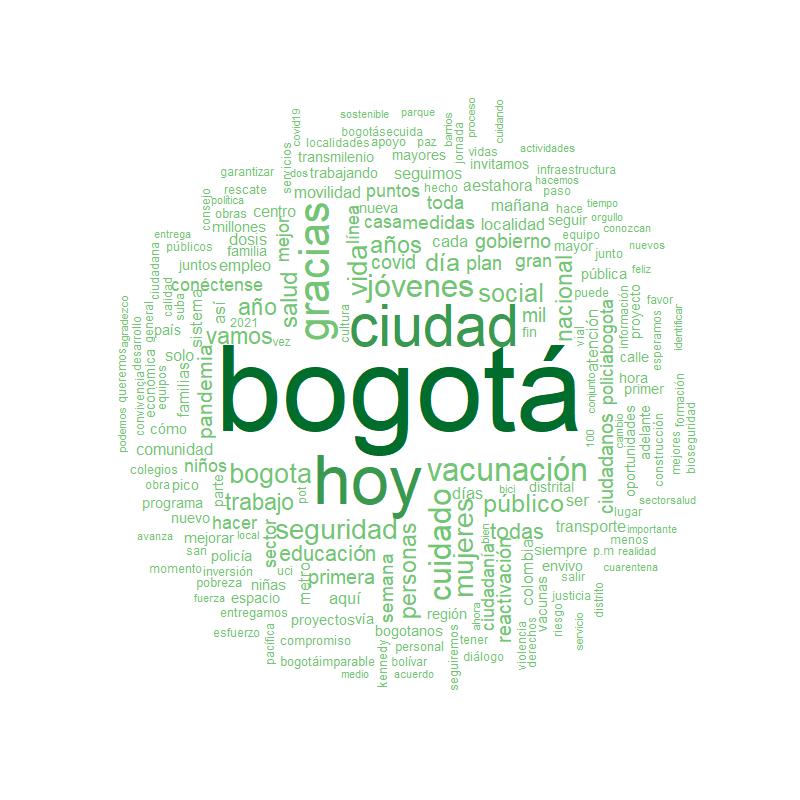 bogotá
ciudad
hoy
gracias
vacunación
bogota
jóvenes
seguridad
cuidado
mujeres
social
vida
público
personas
trabajo
educación
nacional
años
día
todas
año
vamos
salud
pandemia
reactivación
primera
ciudadanos
ciudadanía
policiabogota
gobierno
medidas
casa
línea
mejor
covid
plan
gran
mil
toda
puntos
cada
conéctense
niños
hacer
sector
semana
sostenible
parque
proceso
cuidando
covid19
bogotásecuida
barrios
localidades
apoyo
paz
jornada
actividades
transmilenio
mayores
vidas
servicios
invitamos
garantizar
dos
trabajando
seguimos
infraestructura
hacemos
rescate
política
movilidad
hecho
aestahora
paso
consejo
obras
centro
nueva
mañana
hace
tiempo
orgullo
entrega
millones
localidad
seguir
conozcan
públicos
dosis
equipo
ciudadana
familia
mayor
junto
nuevos
juntos
empleo
pública
feliz
calidad
suba
sistema
así
puede
favor
agradezco
general
2021
cultura
fin
vial
atención
información
proyecto
esperamos
identificar
desarrollo
país
vez
solo
calle
queremos
económica
familias
equipos
convivencia
podemos
conjunto
hora
primer
cómo
cambio
oportunidades
adelante
construcción
formación
mejores
bioseguridad
100
comunidad
colegios
obra
pico
parte
pot
días
bici
distrital
ser
sectorsalud
programa
lugar
nuevo
avanza
mejorar
local
bien
transporte
importante
menos
san
policía
siempre
p.m
realidad
momento
inversión
uci
metro
colombia
envivo
cuarentena
pobreza
niñas
salir
fuerza
espacio
aquí
vacunas
justicia
distrito
entregamos
proyectos
vía
región
ahora
riesgo
esfuerzo
bogotanos
servicio
pacífica
compromiso
personal
tener
violencia
derechos
bogotáimparable
bolívar
seguiremos
diálogo
kennedy
medio
acuerdo